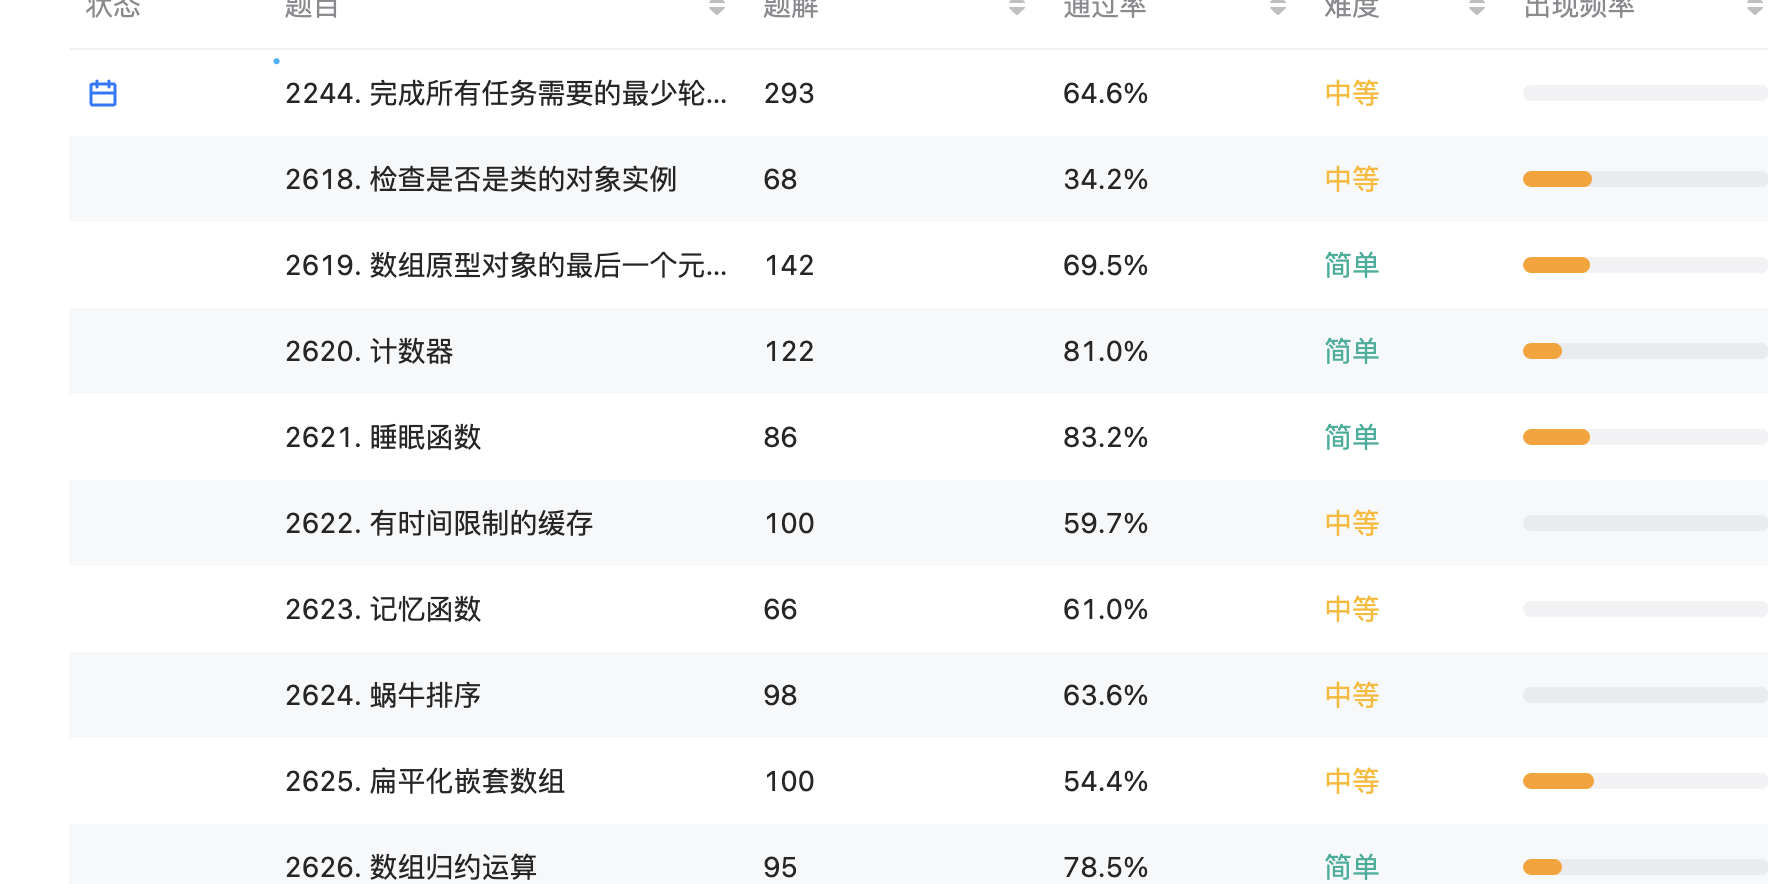 状态 题目 题解 通过率 难度 出现频率
2244. 完成所有任务需要的最少轮... 293 64.6% 中等
2618. 检查是否是类的对象实例 68 34.2% 中等
2619. 数组原型对象的最后一个元... 142 69.5% 简单
2620. 计数器 122 81.0% 简单
2621. 睡眠函数 86 83.2% 简单
2622. 有时间限制的缓存 100 59.7% 中等
2623. 记忆函数 66 61.0% 中等
2624. 蜗牛排序 98 63.6% 中等
2625. 扁平化嵌套数组 100 54.4% 中等
2626. 数组归约运算 95 78.5% 简单